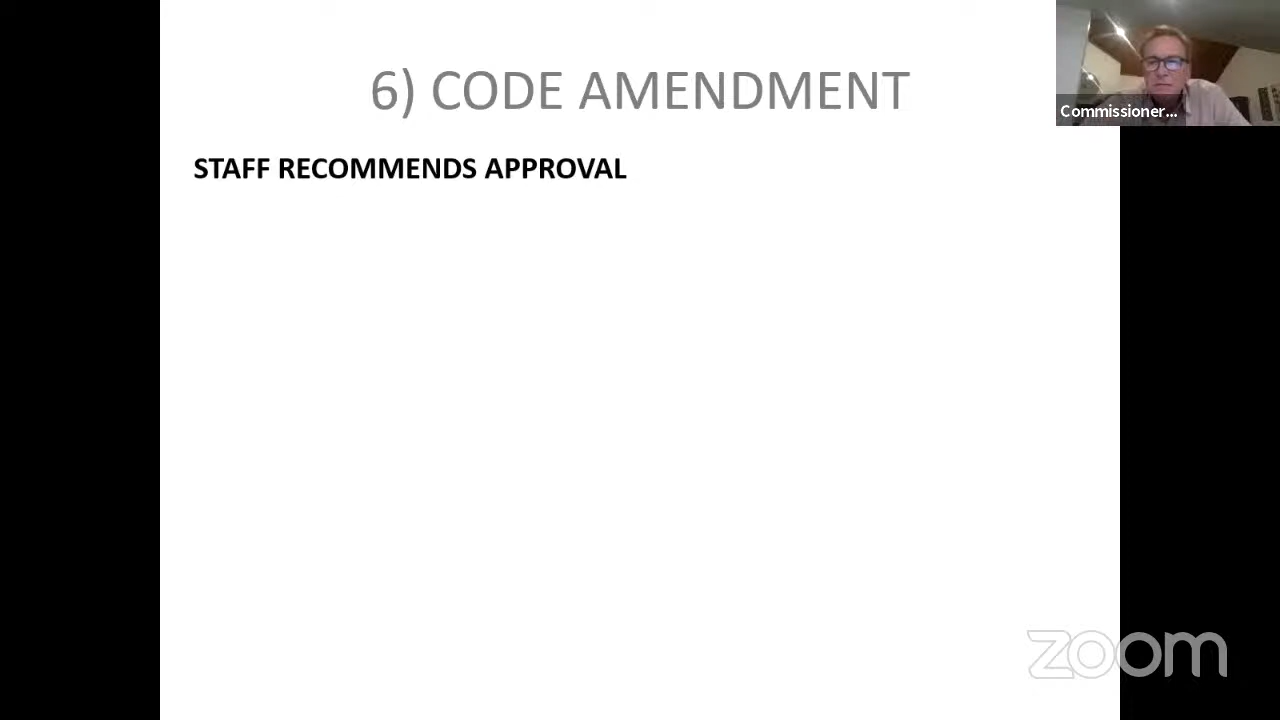 6) CODE AMENDMENT
Commissioner...
STAFF RECOMMENDS APPROVAL
zoom